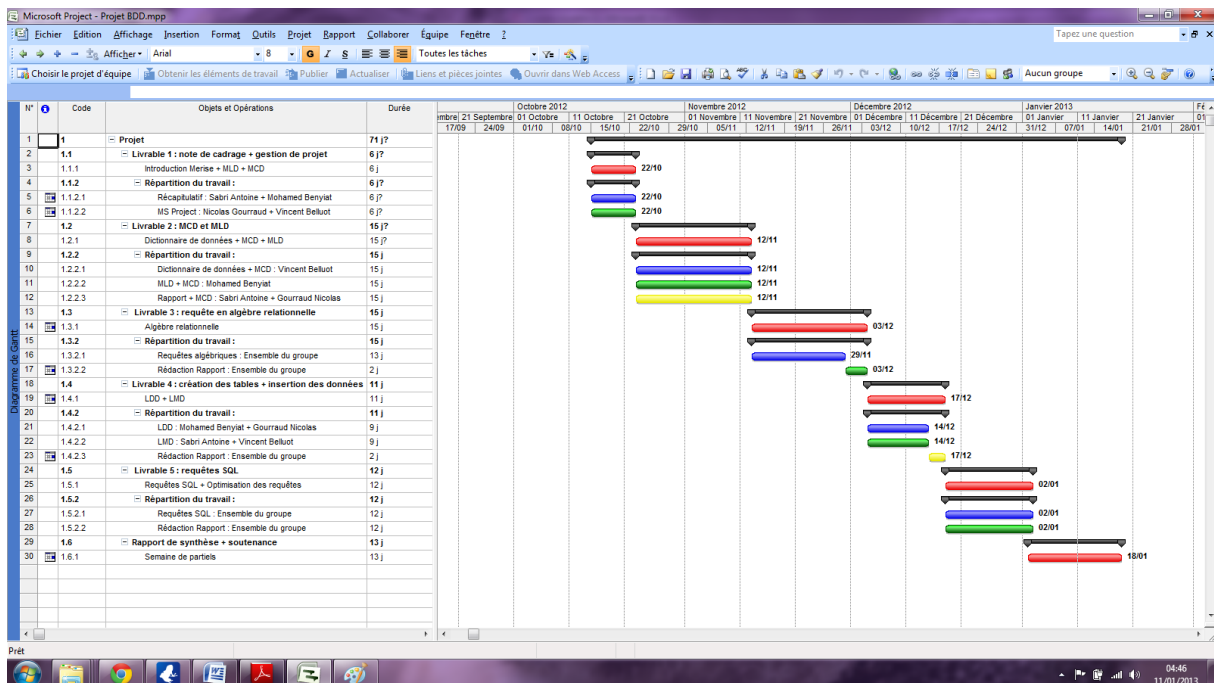 Microsoft Project - Projet BDD.mpp
Fichier Edition Affichage Insertion Format Outils Projet Rapport Collaborer Équipe Fenêtre ? Tapez une question
Afficher Arial 8 G I S Toutes les tâches
Choisir le projet d'équipe Obtenir les éléments de travail Publier Actualiser Liens et pièces jointes Ouvrir dans Web Access Aucun groupe
N° Code Objets et Opérations Durée
Octobre 2012 Novembre 2012 Décembre 2012 Janvier 2013 Fé
embre 21 Septembre 01 Octobre 11 Octobre 21 Octobre 01 Novembre 11 Novembre 21 Novembre 01 Décembre 11 Décembre 21 Décembre 01 Janvier 11 Janvier 21 Janvier 01
17/09 24/09 01/10 08/10 15/10 22/10 29/10 05/11 12/11 19/11 26/11 03/12 10/12 17/12 24/12 31/12 07/01 14/01 21/01 28/01
1 1 Projet 71 j?
2 1.1 Livrable 1 : note de cadrage + gestion de projet 6 j?
3 1.1.1 Introduction Merise + MLD + MCD 6 j 22/10
4 1.1.2 Répartition du travail : 6 j?
5 1.1.2.1 Récapitulatif : Sabri Antoine + Mohamed Benyiat 6 j? 22/10
6 1.1.2.2 MS Project : Nicolas Gourraud + Vincent Belluot 6 j? 22/10
7 1.2 Livrable 2 : MCD et MLD 15 j?
8 1.2.1 Dictionnaire de données + MCD + MLD 15 j? 12/11
9 1.2.2 Répartition du travail : 15 j
10 1.2.2.1 Dictionnaire de données + MCD : Vincent Belluot 15 j 12/11
11 1.2.2.2 MLD + MCD : Mohamed Benyiat 15 j 12/11
12 1.2.2.3 Rapport + MCD : Sabri Antoine + Gourraud Nicolas 15 j 12/11
13 1.3 Livrable 3 : requête en algèbre relationnelle 15 j
14 1.3.1 Algèbre relationnelle 15 j 03/12
15 1.3.2 Répartition du travail : 15 j
16 1.3.2.1 Requêtes algébriques : Ensemble du groupe 13 j 29/11
17 1.3.2.2 Rédaction Rapport : Ensemble du groupe 2 j 03/12
18 1.4 Livrable 4 : création des tables + insertion des données 11 j
19 1.4.1 LDD + LMD 11 j 17/12
20 1.4.2 Répartition du travail : 11 j
21 1.4.2.1 LDD : Mohamed Benyiat + Gourraud Nicolas 9 j 14/12
22 1.4.2.2 LMD : Sabri Antoine + Vincent Belluot 9 j 14/12
23 1.4.2.3 Rédaction Rapport : Ensemble du groupe 2 j 17/12
24 1.5 Livrable 5 : requêtes SQL 12 j
25 1.5.1 Requêtes SQL + Optimisation des requêtes 12 j 02/01
26 1.5.2 Répartition du travail : 12 j
27 1.5.2.1 Requêtes SQL : Ensemble du groupe 12 j 02/01
28 1.5.2.2 Rédaction Rapport : Ensemble du groupe 12 j 02/01
29 1.6 Rapport de synthèse + soutenance 13 j
30 1.6.1 Semaine de partiels 13 j 18/01
Diagramme de Gantt
Prêt
04:46
11/01/2013